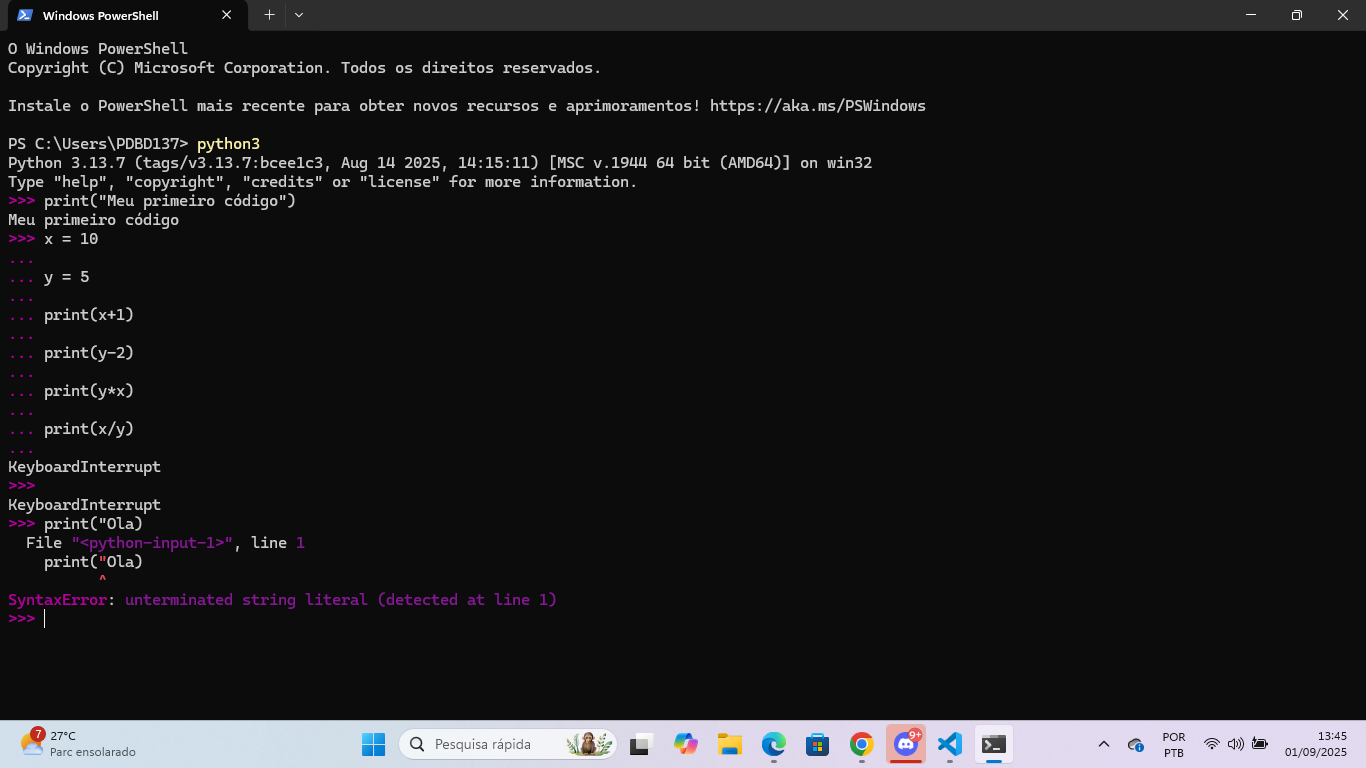 Windows PowerShell
O Windows PowerShell
Copyright (C) Microsoft Corporation. Todos os direitos reservados.
Instale o PowerShell mais recente para obter novos recursos e aprimoramentos! https://aka.ms/PSWindows
PS C:\Users\PDBD137> python3
Python 3.13.7 (tags/v3.13.7:bcee1c3, Aug 14 2025, 14:15:11) [MSC v.1944 64 bit (AMD64)] on win32
Type "help", "copyright", "credits" or "license" for more information.
>>> print("Meu primeiro código")
Meu primeiro código
>>> x = 10
...
... y = 5
...
... print(x+1)
...
... print(y-2)
...
... print(y*x)
...
... print(x/y)
...
KeyboardInterrupt
>>>
KeyboardInterrupt
>>> print("Ola)
  File "<python-input-1>", line 1
    print("Ola)
          ^
SyntaxError: unterminated string literal (detected at line 1)
>>>
7
27°C
Parc ensolarado
Pesquisa rápida
9+
POR
PTB
13:45
01/09/2025